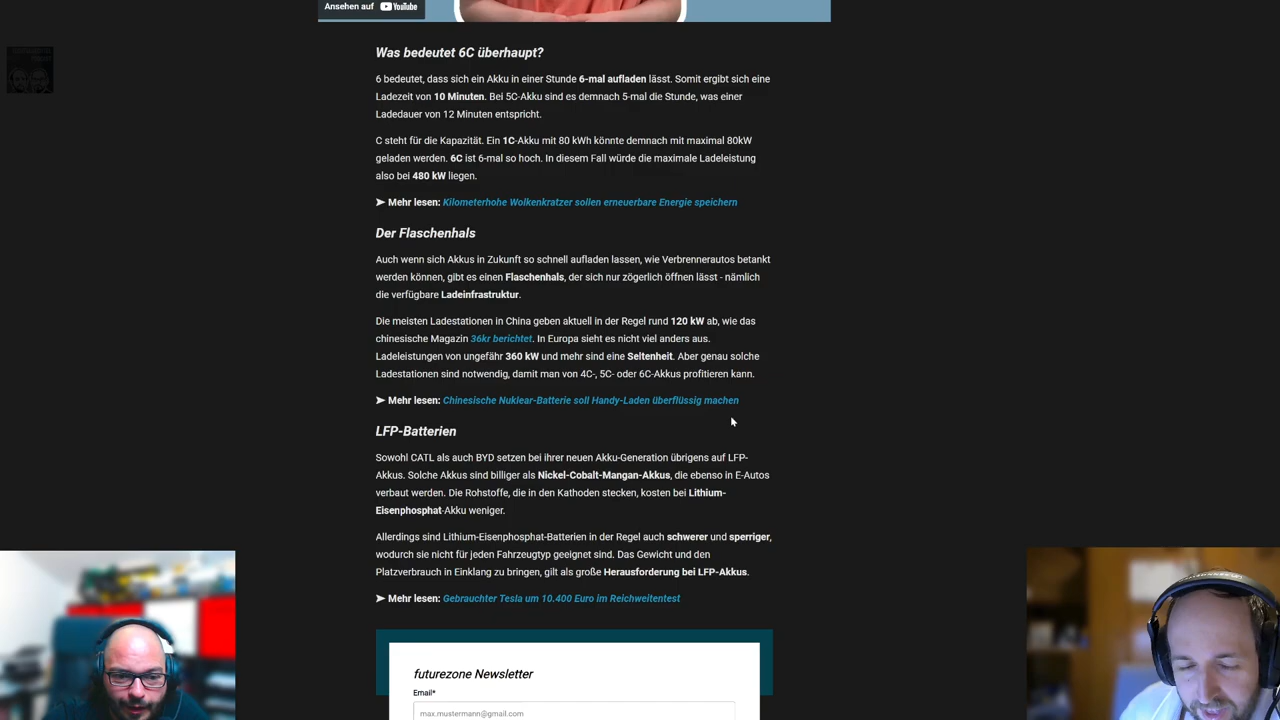 Ansehen auf YouTube
Was bedeutet 6C überhaupt?
6 bedeutet, dass sich ein Akku in einer Stunde 6-mal aufladen lässt. Somit ergibt sich eine
Ladezeit von 10 Minuten. Bei 5C-Akku sind es demnach 5-mal die Stunde, was einer
Ladedauer von 12 Minuten entspricht.
C steht für die Kapazität. Ein 1C-Akku mit 80 kWh könnte demnach mit maximal 80kW
geladen werden. 6C ist 6-mal so hoch. In diesem Fall würde die maximale Ladeleistung
also bei 480 kW liegen.
➤ Mehr lesen: Kilometerhohe Wolkenkratzer sollen erneuerbare Energie speichern
Der Flaschenhals
Auch wenn sich Akkus in Zukunft so schnell aufladen lassen, wie Verbrennerautos betankt
werden können, gibt es einen Flaschenhals, der sich nur zögerlich öffnen lässt - nämlich
die verfügbare Ladeinfrastruktur.
Die meisten Ladestationen in China geben aktuell in der Regel rund 120 kW ab, wie das
chinesische Magazin 36kr berichtet. In Europa sieht es nicht viel anders aus.
Ladeleistungen von ungefähr 360 kW und mehr sind eine Seltenheit. Aber genau solche
Ladestationen sind notwendig, damit man von 4C-, 5C- oder 6C-Akkus profitieren kann.
➤ Mehr lesen: Chinesische Nuklear-Batterie soll Handy-Laden überflüssig machen
LFP-Batterien
Sowohl CATL als auch BYD setzen bei ihrer neuen Akku-Generation übrigens auf LFP-
Akkus. Solche Akkus sind billiger als Nickel-Cobalt-Mangan-Akkus, die ebenso in E-Autos
verbaut werden. Die Rohstoffe, die in den Kathoden stecken, kosten bei Lithium-
Eisenphosphat-Akku weniger.
Allerdings sind Lithium-Eisenphosphat-Batterien in der Regel auch schwerer und sperriger,
wodurch sie nicht für jeden Fahrzeugtyp geeignet sind. Das Gewicht und den
Platzverbrauch in Einklang zu bringen, gilt als große Herausforderung bei LFP-Akkus.
➤ Mehr lesen: Gebrauchter Tesla um 10.400 Euro im Reichweitentest
futurezone Newsletter
Email*
max.mustermann@gmail.com